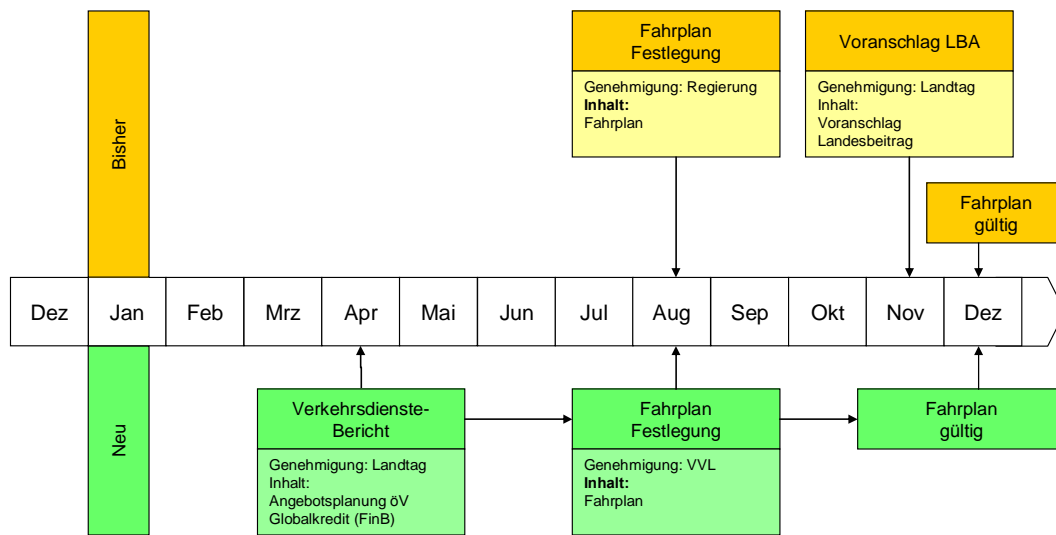 Fahrplan
Festlegung
Genehmigung: Regierung
Inhalt:
Fahrplan
Voranschlag LBA
Genehmigung: Landtag
Inhalt:
Voranschlag
Landesbeitrag
Bisher
Fahrplan
gültig
Dez Jan Feb Mrz Apr Mai Jun Jul Aug Sep Okt Nov Dez
Neu
Verkehrsdienste-
Bericht
Genehmigung: Landtag
Inhalt:
Angebotsplanung öV
Globalkredit (FinB)
Fahrplan
Festlegung
Genehmigung: VVL
Inhalt:
Fahrplan
Fahrplan
gültig